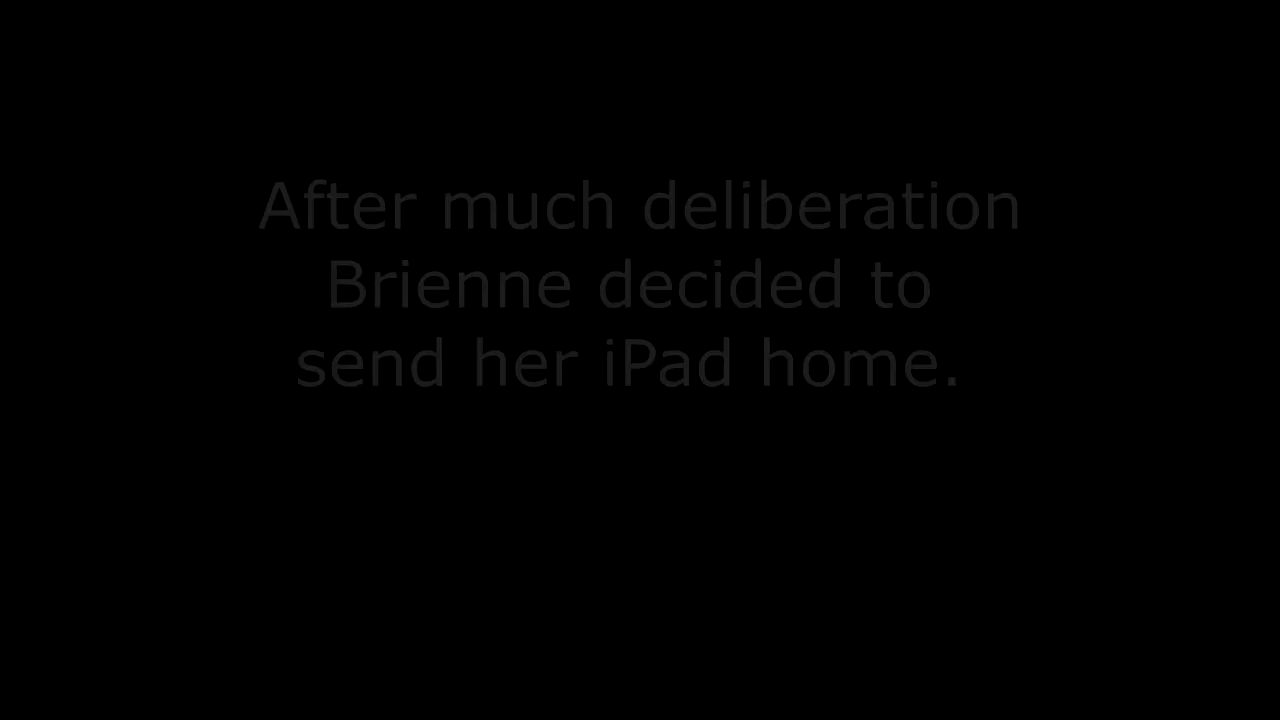 After much deliberation
Brienne decided to
send her iPad home.